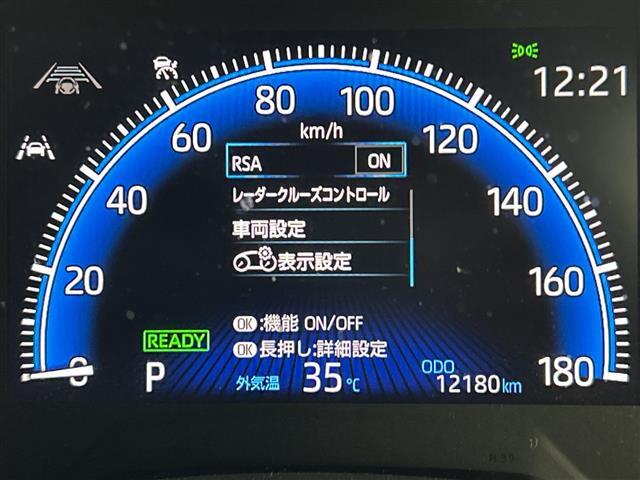 12:21
0
20
40
60
80
100
120
140
160
180
km/h
RSA ON
レーダークルーズコントロール
車両設定
表示設定
OK:機能 ON/OFF
OK長押し:詳細設定
READY
P
外気温 35℃
ODO
12180km